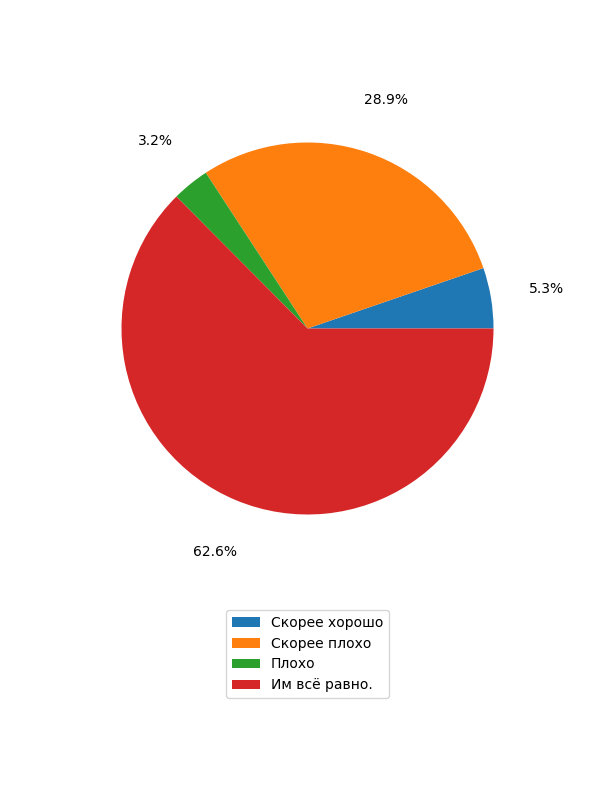 28.9%
3.2%
5.3%
62.6%
Скорее хорошо
Скорее плохо
Плохо
Им всё равно.